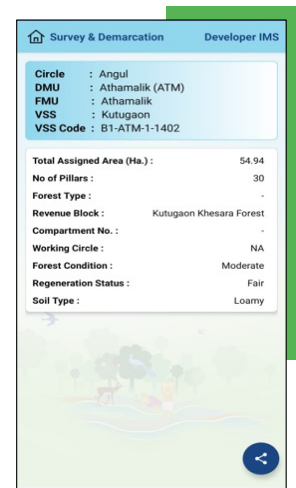 Survey & Demarcation Developer IMS
Circle : Angul
DMU : Athamalik (ATM)
FMU : Athamalik
VSS : Kutugaon
VSS Code : B1-ATM-1-1402
Total Assigned Area (Ha.) : 54.94
No of Pillars : 30
Forest Type : -
Revenue Block : Kutugaon Khesara Forest
Compartment No. : -
Working Circle : NA
Forest Condition : Moderate
Regeneration Status : Fair
Soil Type : Loamy